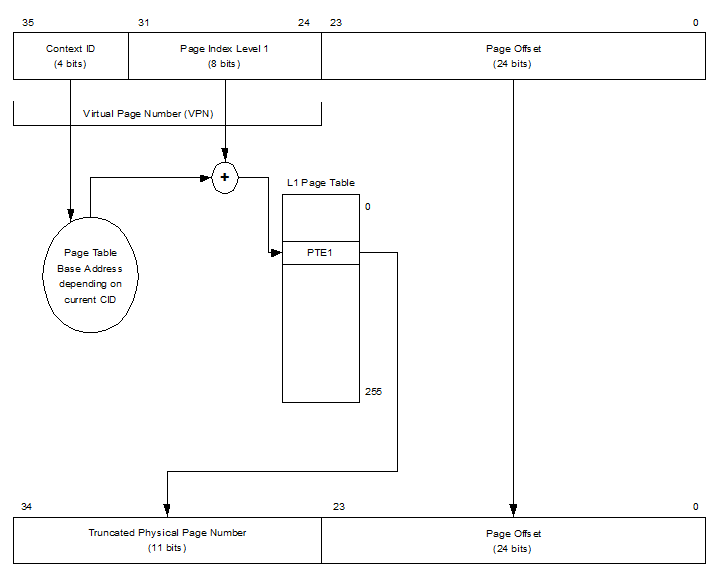 35 31 24 23 0
Context ID
(4 bits)
Page Index Level 1
(8 bits)
Page Offset
(24 bits)
Virtual Page Number (VPN)
+
L1 Page Table
0
PTE1
255
Page Table
Base Address
depending on
current CID
34 23 0
Truncated Physical Page Number
(11 bits)
Page Offset
(24 bits)